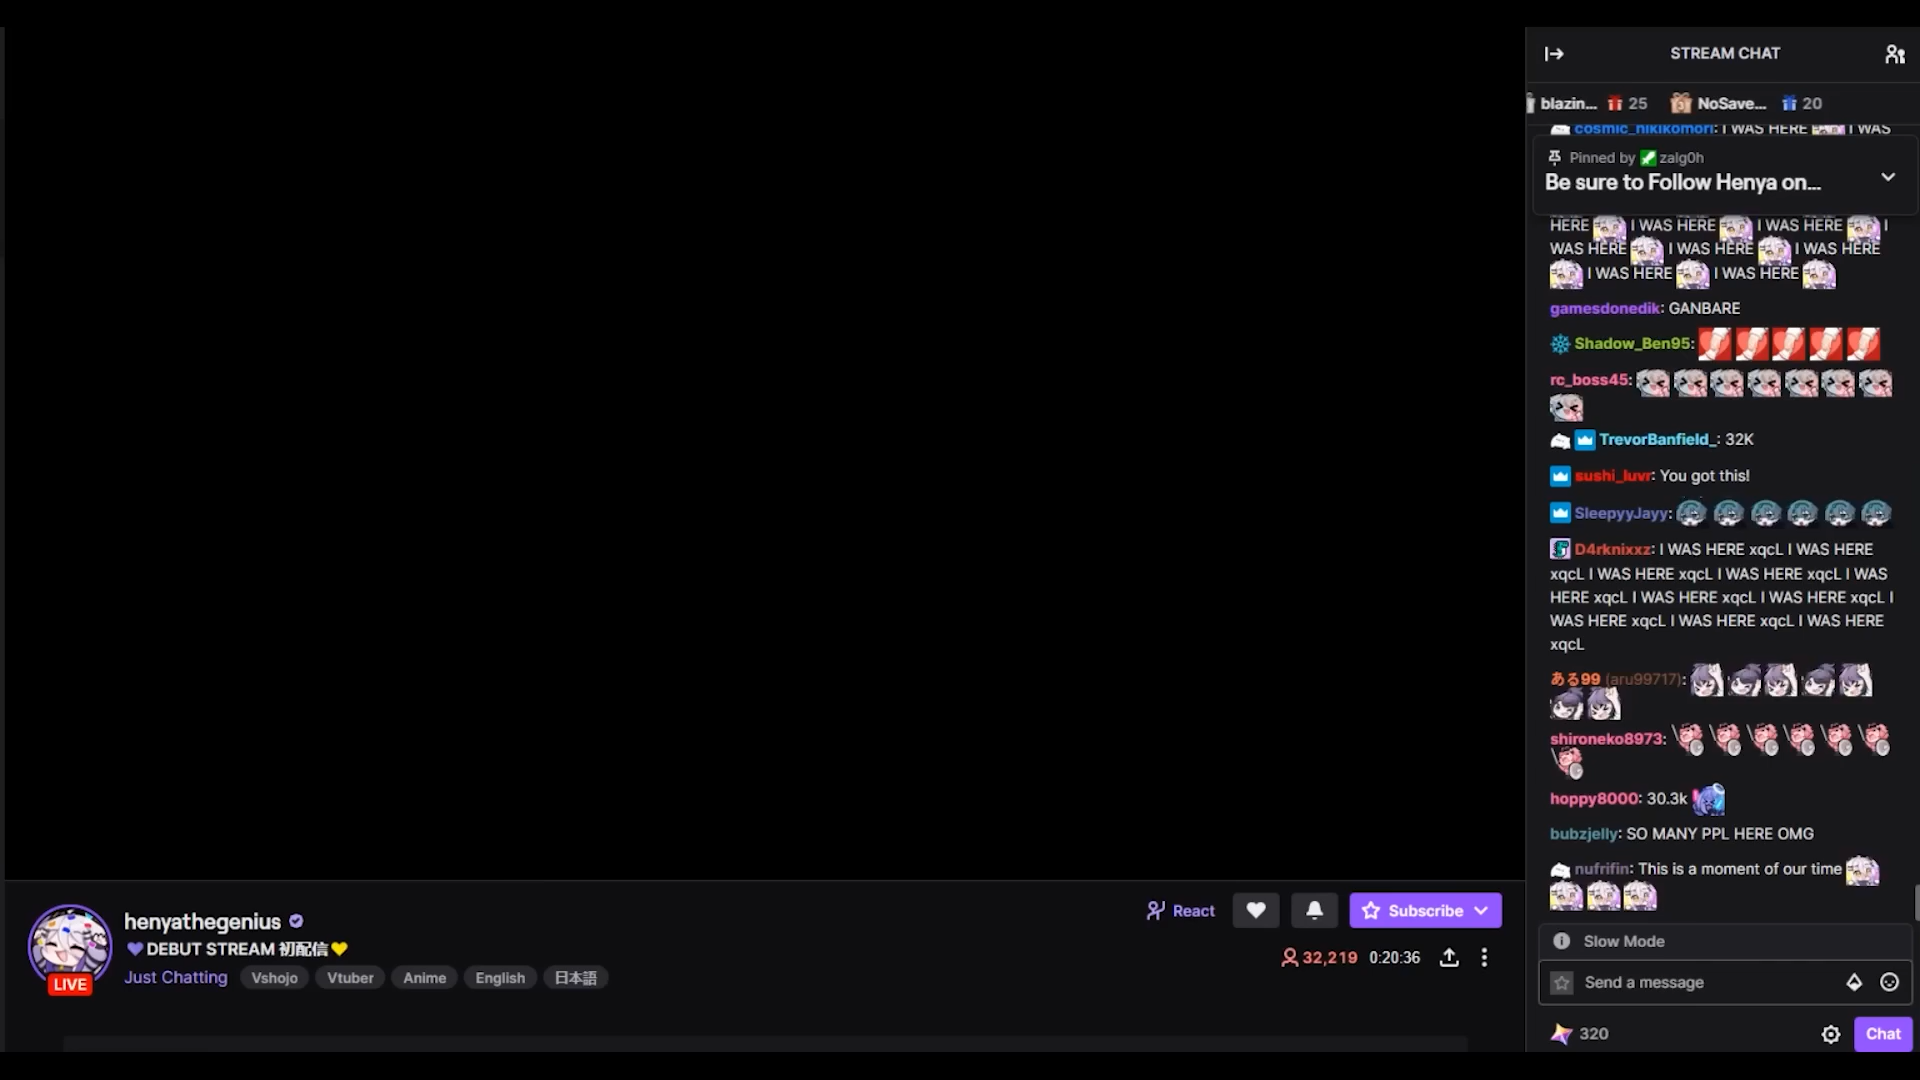 STREAM CHAT
blazin... 25 NoSave... 20
cosmic_hikikomori: I WAS HERE I WAS
Pinned by zalg0h
Be sure to Follow Henya on...
HERE I WAS HERE I WAS HERE I
WAS HERE I WAS HERE I WAS HERE
I WAS HERE I WAS HERE
gamesdonedik: GANBARE
Shadow_Ben95:
rc_boss45:
TrevorBanfield_: 32K
sushi_luvr: You got this!
SleepyyJayy:
D4rknixxz: I WAS HERE xqcL I WAS HERE
xqcL I WAS HERE xqcL I WAS HERE xqcL I WAS
HERE xqcL I WAS HERE xqcL I WAS HERE xqcL I
WAS HERE xqcL I WAS HERE xqcL I WAS HERE
xqcL
ある99 (aru99717):
shironeko8973:
hoppy8000: 30.3k
bubzjelly: SO MANY PPL HERE OMG
nufrifin: This is a moment of our time
Slow Mode
Send a message
320
Chat
henyathegenius
React
Subscribe
DEBUT STREAM 初配信
32,219 0:20:36
LIVE
Just Chatting Vshojo Vtuber Anime English 日本語